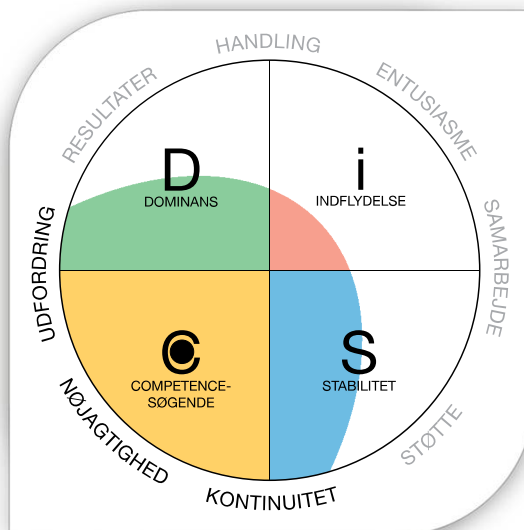 HANDLING
RESULTATER
ENTUSIASME
D
DOMINANS
i
INDFLYDELSE
UDFORDRING
SAMARBEJDE
C
COMPETENCE-
SØGENDE
S
STABILITET
NØJAGTIGHED
STØTTE
KONTINUITET